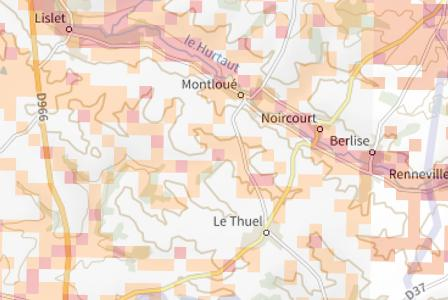 Lislet
le Hurtaut
Montloué
D966
Noircourt
Berlise
Renneville
Le Thuel
D37